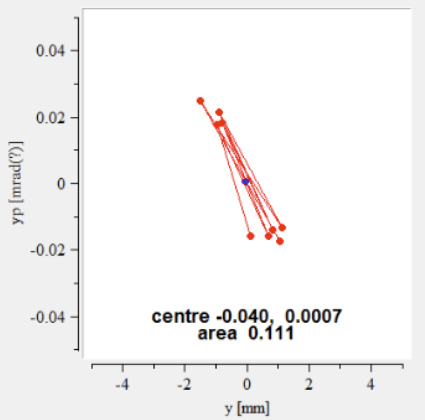 0.04
0.02
0
-0.02
-0.04
yp [mrad(?)]
centre -0.040, 0.0007
area 0.111
-4 -2 0 2 4
y [mm]